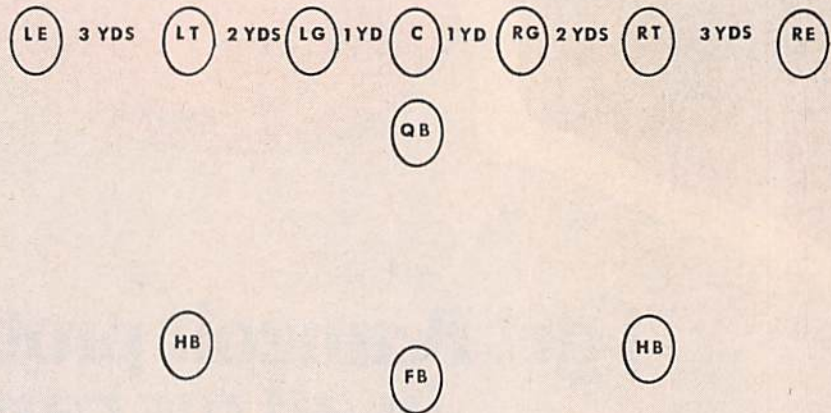 LE 3 YDS LT 2 YDS LG 1 YD C 1 YD RG 2 YDS RT 3 YDS RE
QB
HB HB
FB